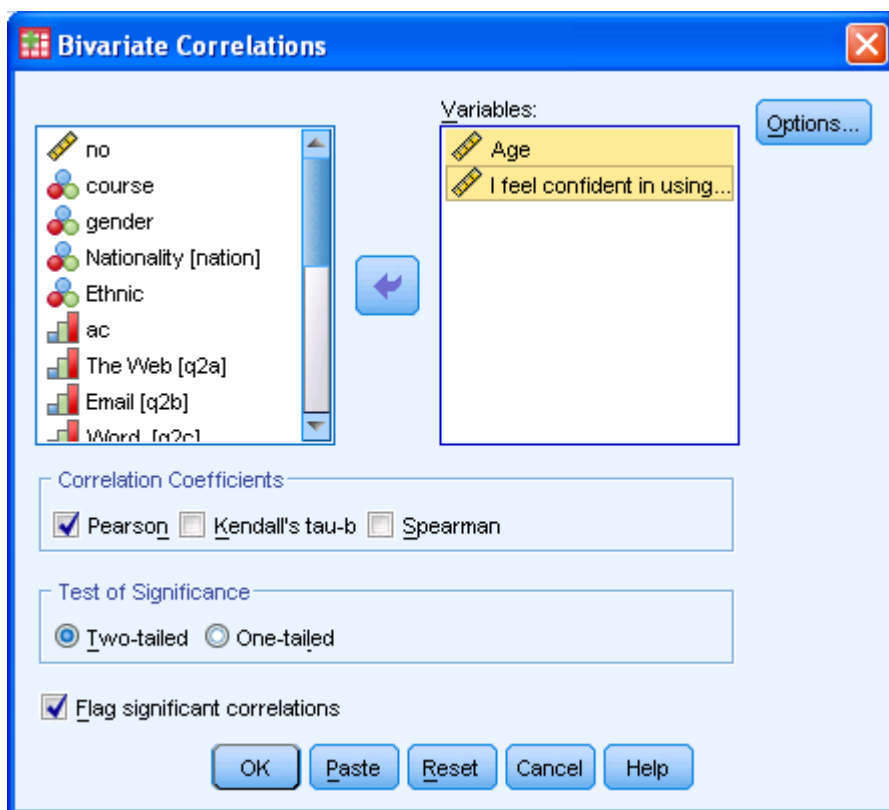 Bivariate Correlations
no
course
gender
Nationality [nation]
Ethnic
ac
The Web [q2a]
Email [q2b]
Word [q2c]
Variables:
Age
I feel confident in using...
Options...
Correlation Coefficients
Pearson Kendall's tau-b Spearman
Test of Significance
Two-tailed One-tailed
Flag significant correlations
OK Paste Reset Cancel Help